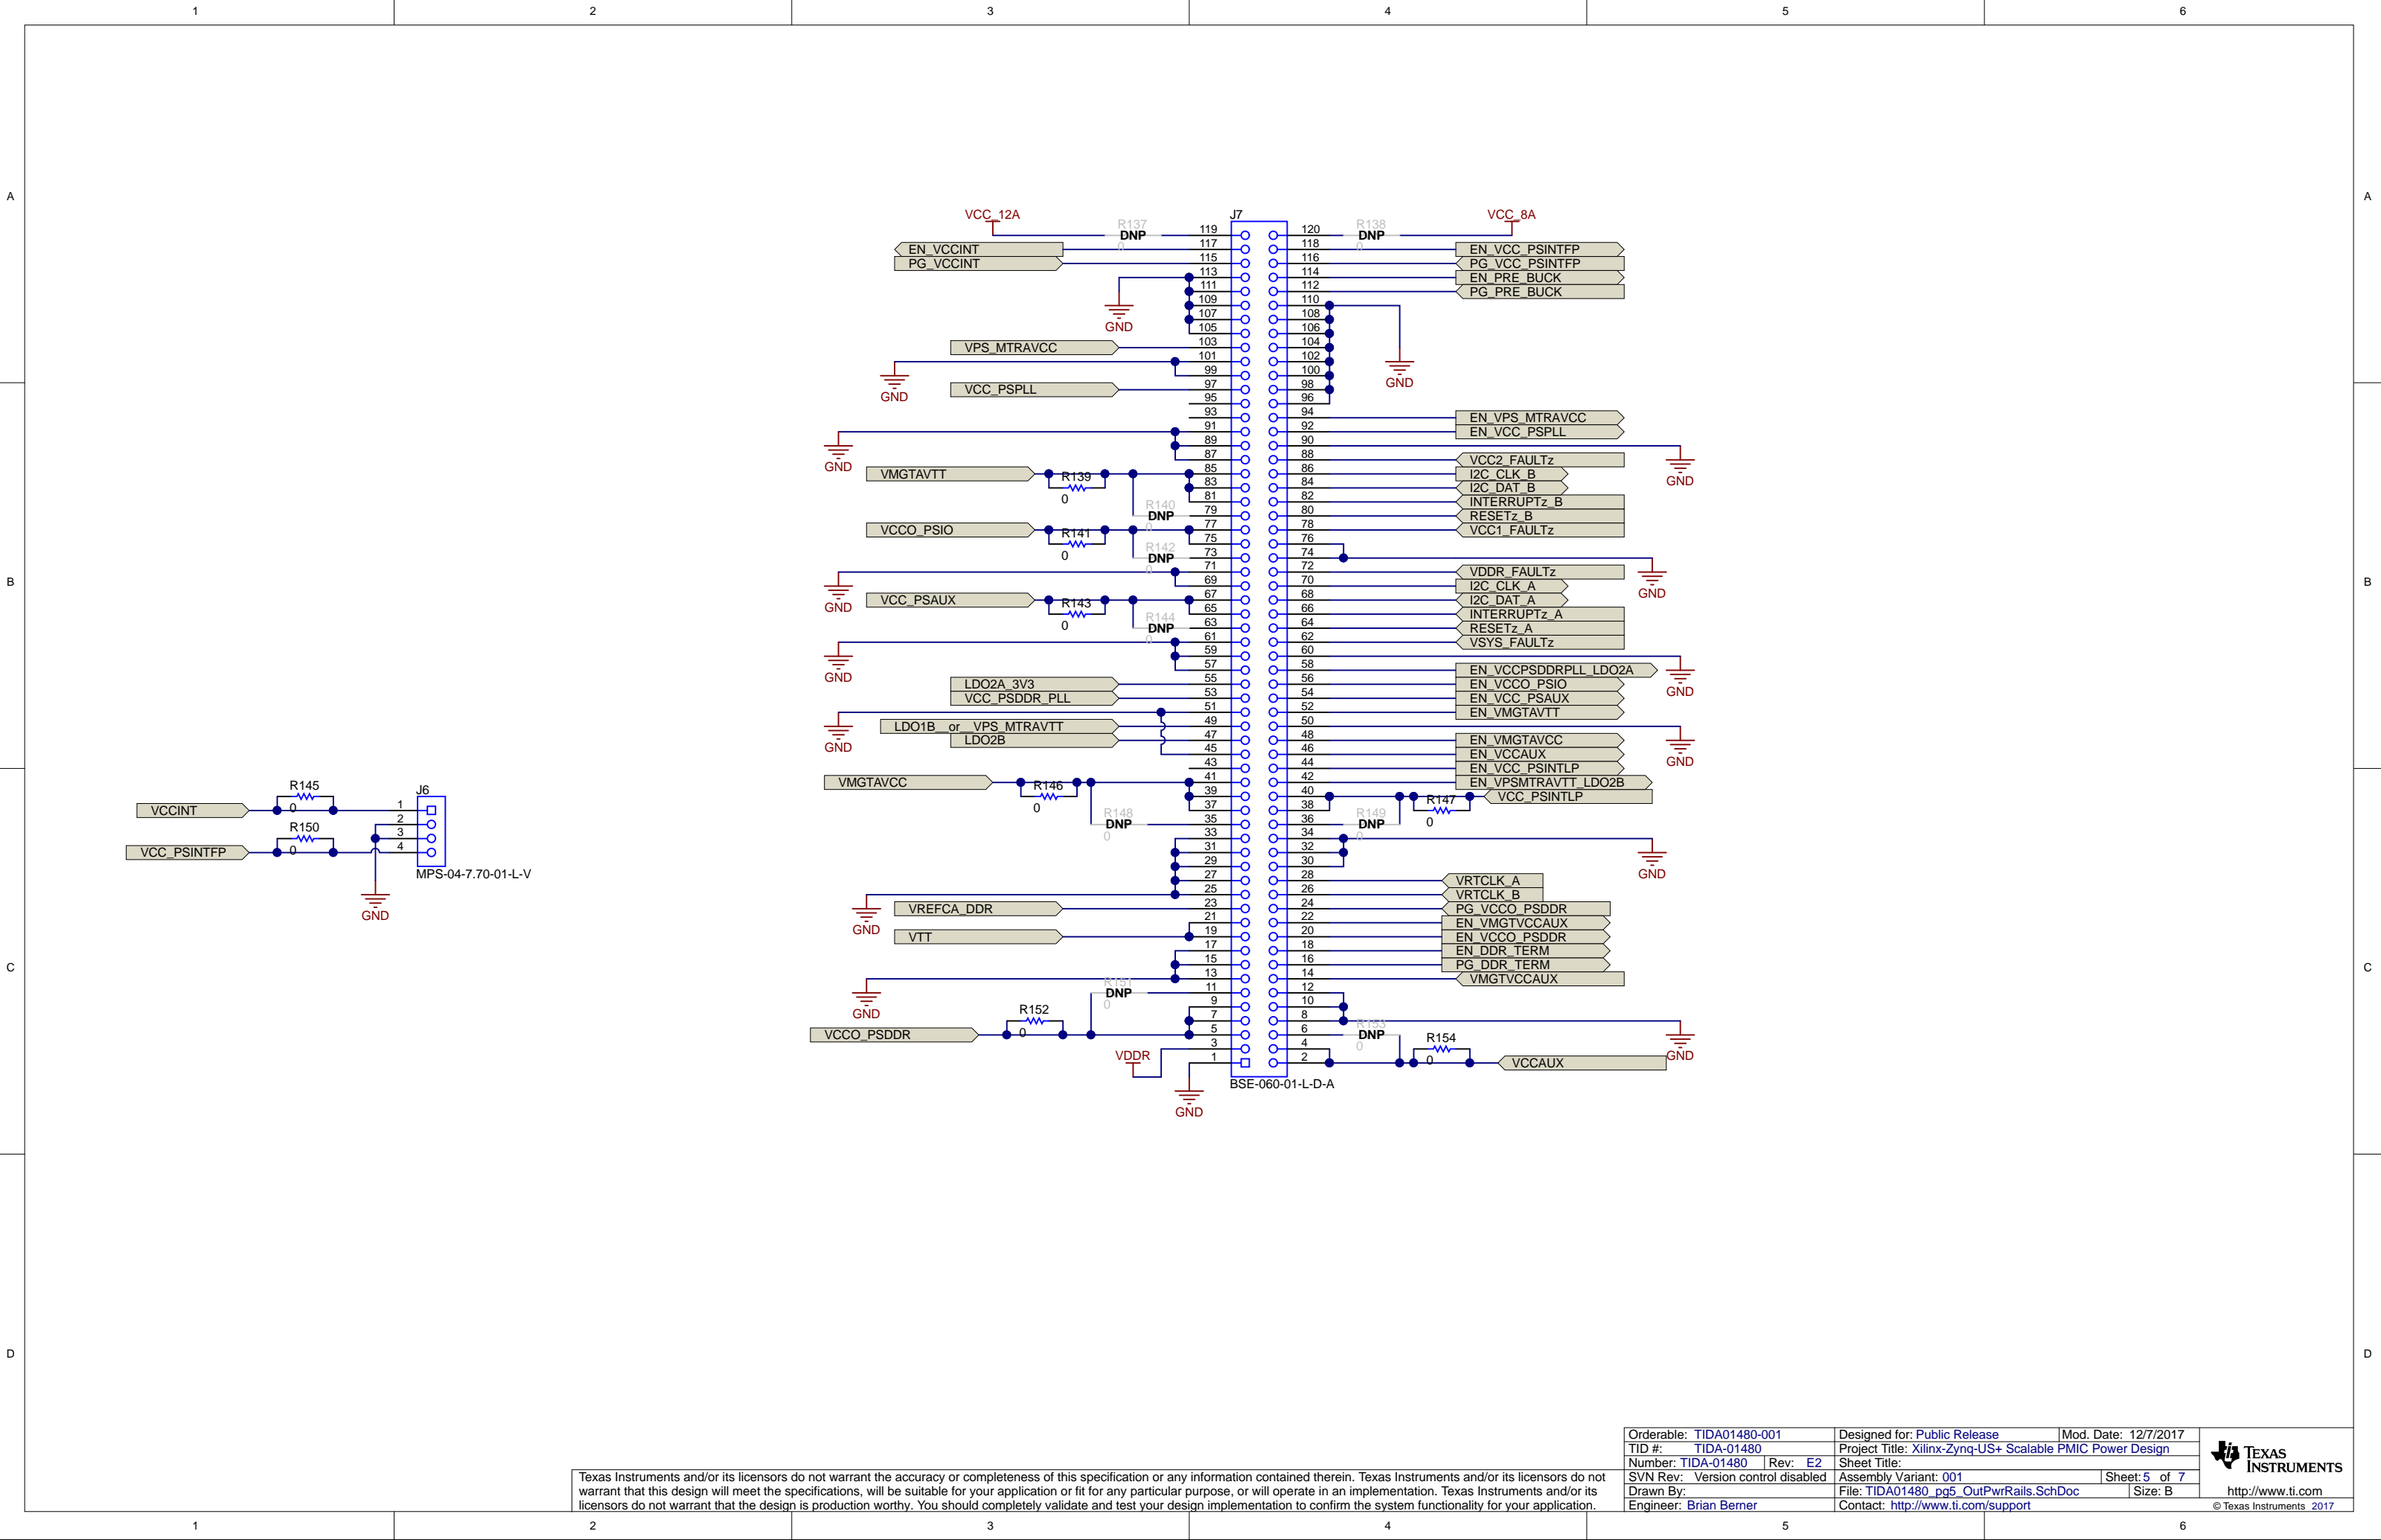 1 2 3 4 5 6
A A
VCC_12A J7 VCC_8A
R137 DNP 0 119 120 R138 DNP 0
EN_VCCINT 117 118 EN_VCC_PSINTFP
PG_VCCINT 115 116 PG_VCC_PSINTFP
113 114 EN_PRE_BUCK
111 112 PG_PRE_BUCK
109 110
GND 107 108
105 106
VPS_MTRAVCC 103 104
101 102
99 100 GND
GND VCC_PSPLL 97 98
95 96
93 94 EN_VPS_MTRAVCC
91 92 EN_VCC_PSPLL
89 90
GND 87 88 VCC2_FAULTz
VMGTAVTT R139 0 85 86 I2C_CLK_B GND
83 84 I2C_DAT_B
81 82 INTERRUPTz_B
R140 DNP 0 79 80 RESETz_B
VCCO_PSIO R141 0 77 78 VCC1_FAULTz
75 76
R142 DNP 0 73 74
B 71 72 VDDR_FAULTz B
69 70 I2C_CLK_A
GND VCC_PSAUX R143 0 67 68 I2C_DAT_A GND
65 66 INTERRUPTz_A
R144 DNP 0 63 64 RESETz_A
61 62 VSYS_FAULTz
59 60
GND 57 58 EN_VCCPSDDRPLL_LDO2A
LDO2A_3V3 55 56 EN_VCCO_PSIO GND
VCC_PSDDR_PLL 53 54 EN_VCC_PSAUX
51 52 EN_VMGTAVTT
LDO1B__or__VPS_MTRAVTT 49 50
GND LDO2B 47 48 EN_VMGTAVCC
45 46 EN_VCCAUX GND
43 44 EN_VCC_PSINTLP
VMGTAVCC R146 0 41 42 EN_VPSMTRAVTT_LDO2B
39 40 R147 0 VCC_PSINTLP
37 38
R148 DNP 0 35 36 R149 DNP 0
33 34
31 32
29 30
27 28 VRTCLK_A GND
25 26 VRTCLK_B
VREFCA_DDR 23 24 PG_VCCO_PSDDR
GND 21 22 EN_VMGTVCCAUX
VTT 19 20 EN_VCCO_PSDDR
17 18 EN_DDR_TERM
C 15 16 PG_DDR_TERM C
13 14 VMGTVCCAUX
R151 DNP 0 11 12
GND 9 10
R152 0 7 8
VCCO_PSDDR 5 6 R153 DNP 0
VDDR 3 4 R154 0 GND
1 2 VCCAUX
BSE-060-01-L-D-A
GND
R145 0 J6
VCCINT 1
R150 0 2
3
VCC_PSINTFP 4
MPS-04-7.70-01-L-V
GND
D D
Texas Instruments and/or its licensors do not warrant the accuracy or completeness of this specification or any information contained therein. Texas Instruments and/or its licensors do not
warrant that this design will meet the specifications, will be suitable for your application or fit for any particular purpose, or will operate in an implementation. Texas Instruments and/or its
licensors do not warrant that the design is production worthy. You should completely validate and test your design implementation to confirm the system functionality for your application.
Orderable: TIDA01480-001 Designed for: Public Release Mod. Date: 12/7/2017
TID #: TIDA-01480 Project Title: Xilinx-Zynq-US+ Scalable PMIC Power Design
Number: TIDA-01480 Rev: E2 Sheet Title:
SVN Rev: Version control disabled Assembly Variant: 001 Sheet: 5 of 7
Drawn By: File: TIDA01480_pg5_OutPwrRails.SchDoc Size: B
Engineer: Brian Berner Contact: http://www.ti.com/support
TEXAS
INSTRUMENTS
http://www.ti.com
© Texas Instruments 2017
1 2 3 4 5 6